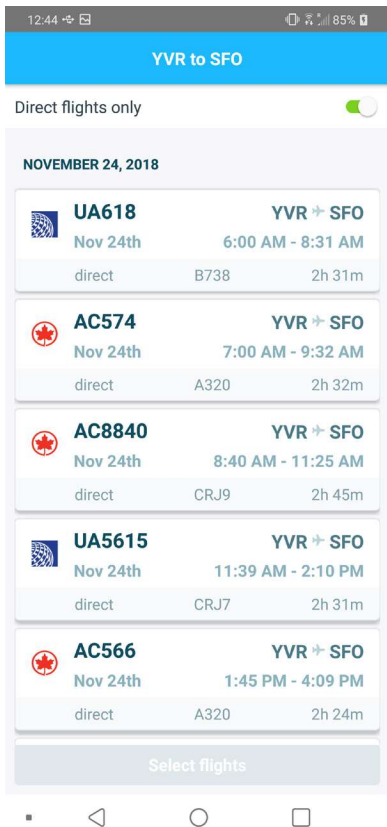 12:44 85%
YVR to SFO
Direct flights only
NOVEMBER 24, 2018
UA618 YVR SFO
Nov 24th 6:00 AM - 8:31 AM
direct B738 2h 31m
AC574 YVR SFO
Nov 24th 7:00 AM - 9:32 AM
direct A320 2h 32m
AC8840 YVR SFO
Nov 24th 8:40 AM - 11:25 AM
direct CRJ9 2h 45m
UA5615 YVR SFO
Nov 24th 11:39 AM - 2:10 PM
direct CRJ7 2h 31m
AC566 YVR SFO
Nov 24th 1:45 PM - 4:09 PM
direct A320 2h 24m
Select flights